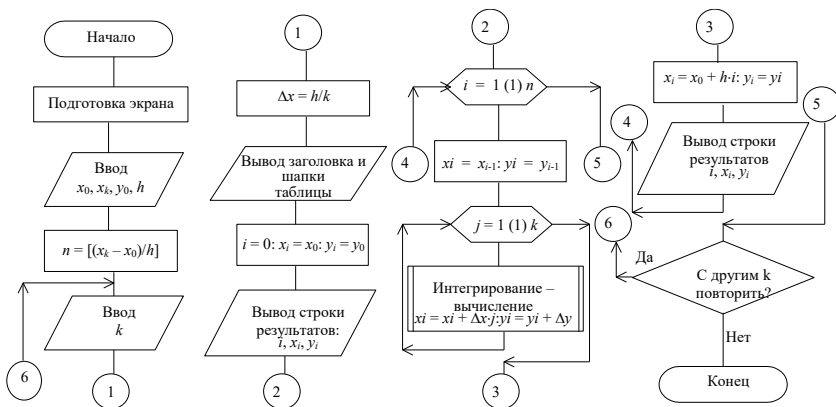 Начало
Подготовка экрана
Ввод
x₀, xₖ, y₀, h
n = [(xₖ – x₀)/h]
Ввод
k
6
1
1
Δx = h/k
Вывод заголовка и
шапки
таблицы
i = 0: xᵢ = x₀: yᵢ = y₀
Вывод строки
результатов:
i, xᵢ, yᵢ
2
2
i = 1 (1) n
4
5
xi = xᵢ₋₁: yi = yᵢ₋₁
j = 1 (1) k
Интегрирование –
вычисление
xi = xi + Δx·j:yi = yi + Δy
3
3
xᵢ = x₀ + h·i: yᵢ = yi
5
4
Вывод строки
результатов
i, xᵢ, yᵢ
6
Да
С другим k
повторить?
Нет
Конец